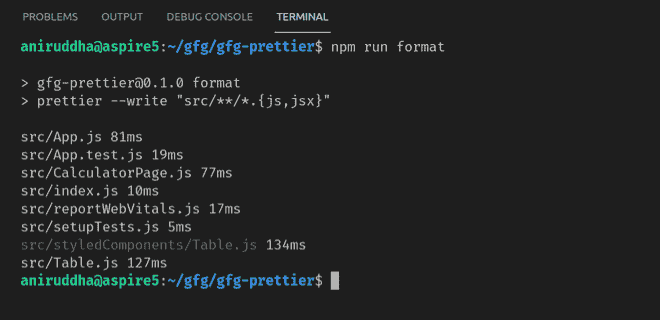 PROBLEMS OUTPUT DEBUG CONSOLE TERMINAL
aniruddha@aspire5:~/gfg/gfg-prettier$ npm run format
> gfg-prettier@0.1.0 format
> prettier --write "src/**/*.{js,jsx}"
src/App.js 81ms
src/App.test.js 19ms
src/CalculatorPage.js 77ms
src/index.js 10ms
src/reportWebVitals.js 17ms
src/setupTests.js 5ms
src/styledComponents/Table.js 134ms
src/Table.js 127ms
aniruddha@aspire5:~/gfg/gfg-prettier$